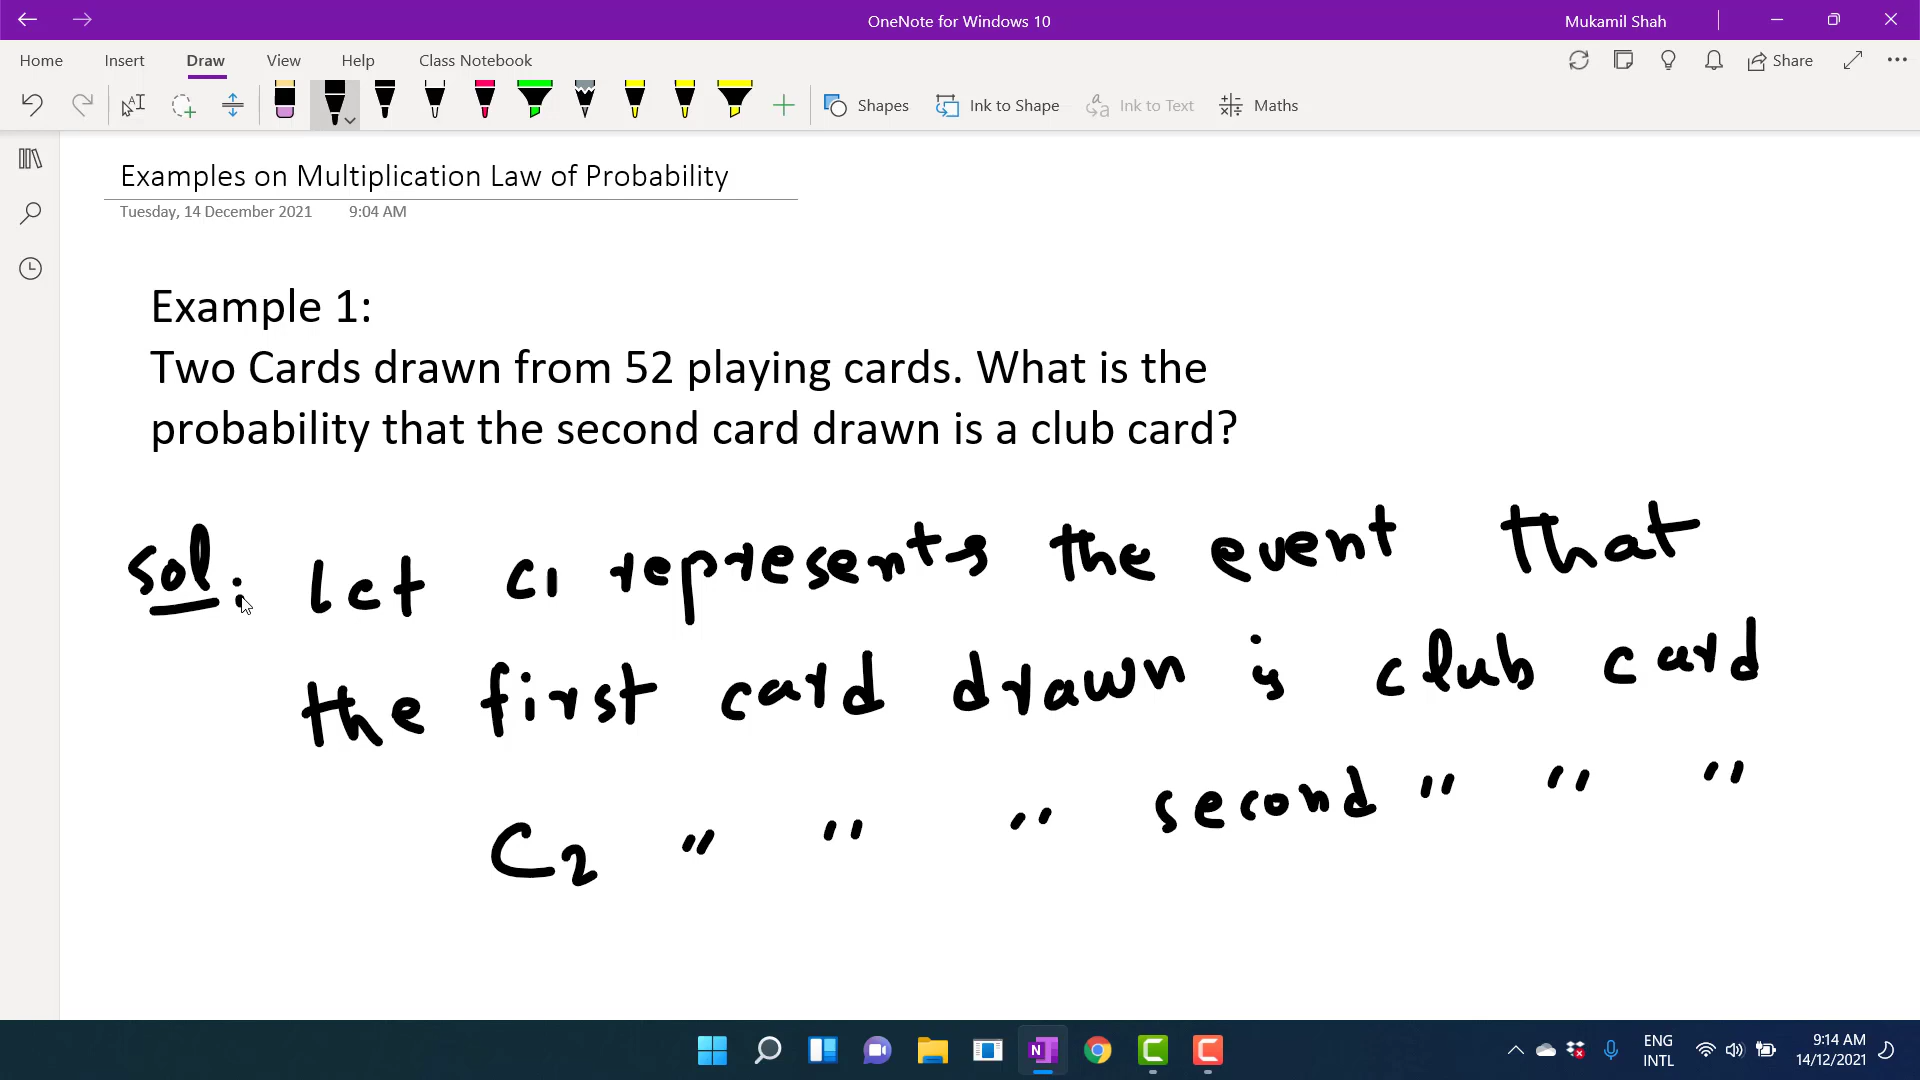 OneNote for Windows 10
Mukamil Shah
Home Insert Draw View Help Class Notebook
Share
Shapes Ink to Shape Ink to Text Maths
Examples on Multiplication Law of Probability
Tuesday, 14 December 2021 9:04 AM
Example 1:
Two Cards drawn from 52 playing cards. What is the
probability that the second card drawn is a club card?
Sol: Let C1 represents the event that
the first card drawn is club card
C2 " " " second " " "
ENG
INTL
9:14 AM
14/12/2021